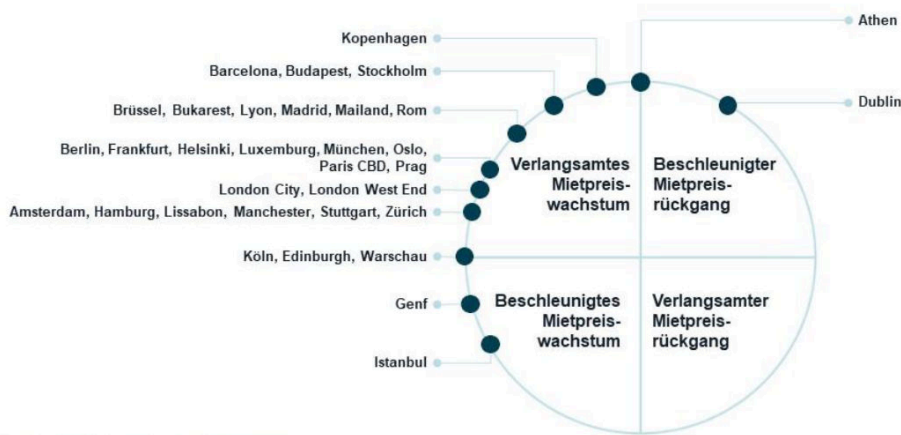 Athen
Kopenhagen
Barcelona, Budapest, Stockholm
Dublin
Brüssel, Bukarest, Lyon, Madrid, Mailand, Rom
Berlin, Frankfurt, Helsinki, Luxemburg, München, Oslo,
Paris CBD, Prag
London City, London West End
Amsterdam, Hamburg, Lissabon, Manchester, Stuttgart, Zürich
Verlangsamtes
Mietpreis-
wachstum
Beschleunigter
Mietpreis-
rückgang
Köln, Edinburgh, Warschau
Genf
Istanbul
Beschleunigtes
Mietpreis-
wachstum
Verlangsamter
Mietpreis-
rückgang